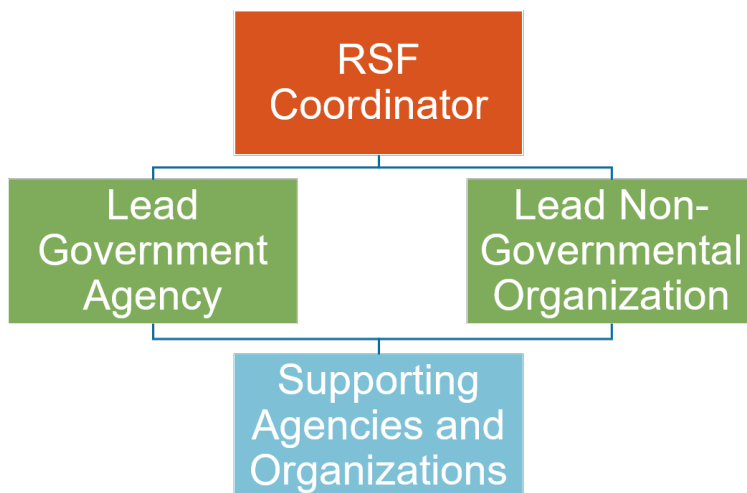 RSF
Coordinator
Lead
Government
Agency
Lead Non-
Governmental
Organization
Supporting
Agencies and
Organizations